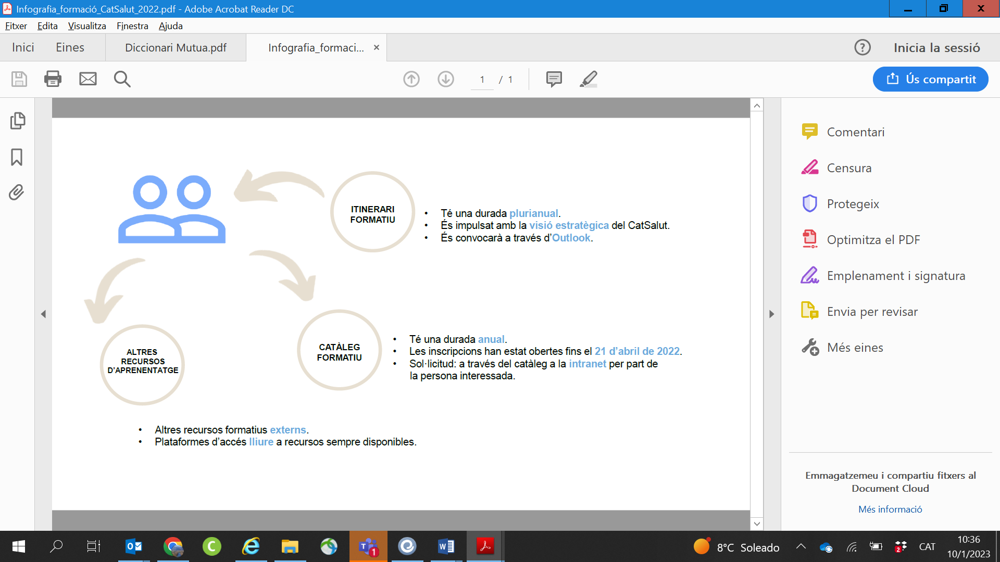 Infografia_formació_CatSalut_2022.pdf - Adobe Acrobat Reader DC
Fitxer Edita Visualitza Finestra Ajuda
Inici Eines Diccionari Mutua.pdf Infografia_formaci... × ? Inicia la sessió
1 / 1 Ús compartit
ITINERARI
FORMATIU
• Té una durada plurianual.
• És impulsat amb la visió estratègica del CatSalut.
• És convocarà a través d’Outlook.
ALTRES
RECURSOS
D’APRENENTATGE
CATÀLEG
FORMATIU
• Té una durada anual.
• Les inscripcions han estat obertes fins el 21 d’abril de 2022.
• Sol·licitud: a través del catàleg a la intranet per part de
la persona interessada.
• Altres recursos formatius externs.
• Plataformes d’accés lliure a recursos sempre disponibles.
Comentari
Censura
Protegeix
Optimitza el PDF
Emplenament i signatura
Envia per revisar
Més eines
Emmagatzemeu i compartiu fitxers al
Document Cloud
Més informació
8°C Soleado 2 CAT 10:36
10/1/2023